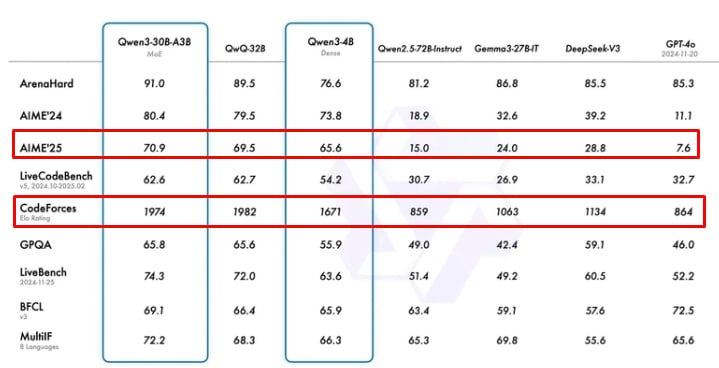 Qwen3-30B-A3B QwQ-32B Qwen3-4B Qwen2.5-72B-Instruct Gemma3-27B-IT DeepSeek-V3 GPT-4o
MoE Dense 2024-11-20
ArenaHard 91.0 89.5 76.6 81.2 86.8 85.5 85.3
AIME'24 80.4 79.5 73.8 18.9 32.6 39.2 11.1
AIME'25 70.9 69.5 65.6 15.0 24.0 28.8 7.6
LiveCodeBench 62.6 62.7 54.2 30.7 26.9 33.1 32.7
v5, 2024.10-2025.02
CodeForces 1974 1982 1671 859 1063 1134 864
Elo Rating
GPQA 65.8 65.6 55.9 49.0 42.4 59.1 46.0
LiveBench 74.3 72.0 63.6 51.4 49.2 60.5 52.2
2024-11-25
BFCL 69.1 66.4 65.9 63.4 59.1 57.6 72.5
v3
MultiIF 72.2 68.3 66.3 65.3 69.8 55.6 65.6
8 Languages